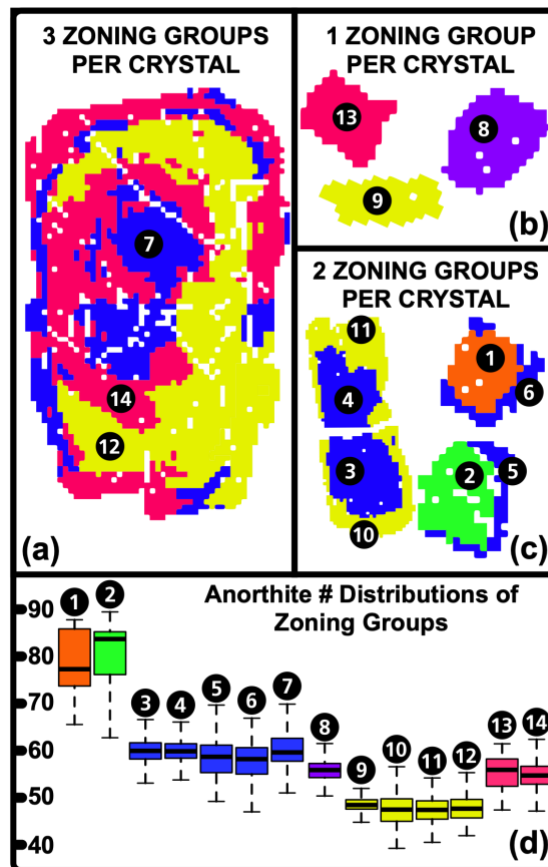 3 ZONING GROUPS
PER CRYSTAL
7
14
12
(a)
1 ZONING GROUP
PER CRYSTAL
13
8
9
(b)
2 ZONING GROUPS
PER CRYSTAL
11
1
4
6
3
2
5
10
(c)
Anorthite # Distributions of
Zoning Groups
90
80
70
60
50
40
1
2
3
4
5
6
7
8
9
10
11
12
13
14
(d)